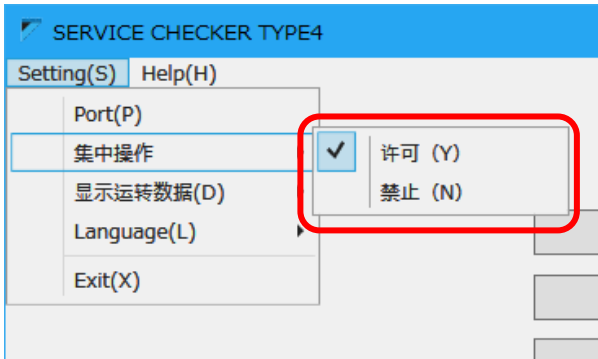 SERVICE CHECKER TYPE4
Setting(S) Help(H)
Port(P)
集中操作
许可（Y)
显示运转数据(D)
禁止（N)
Language(L)
Exit(X)